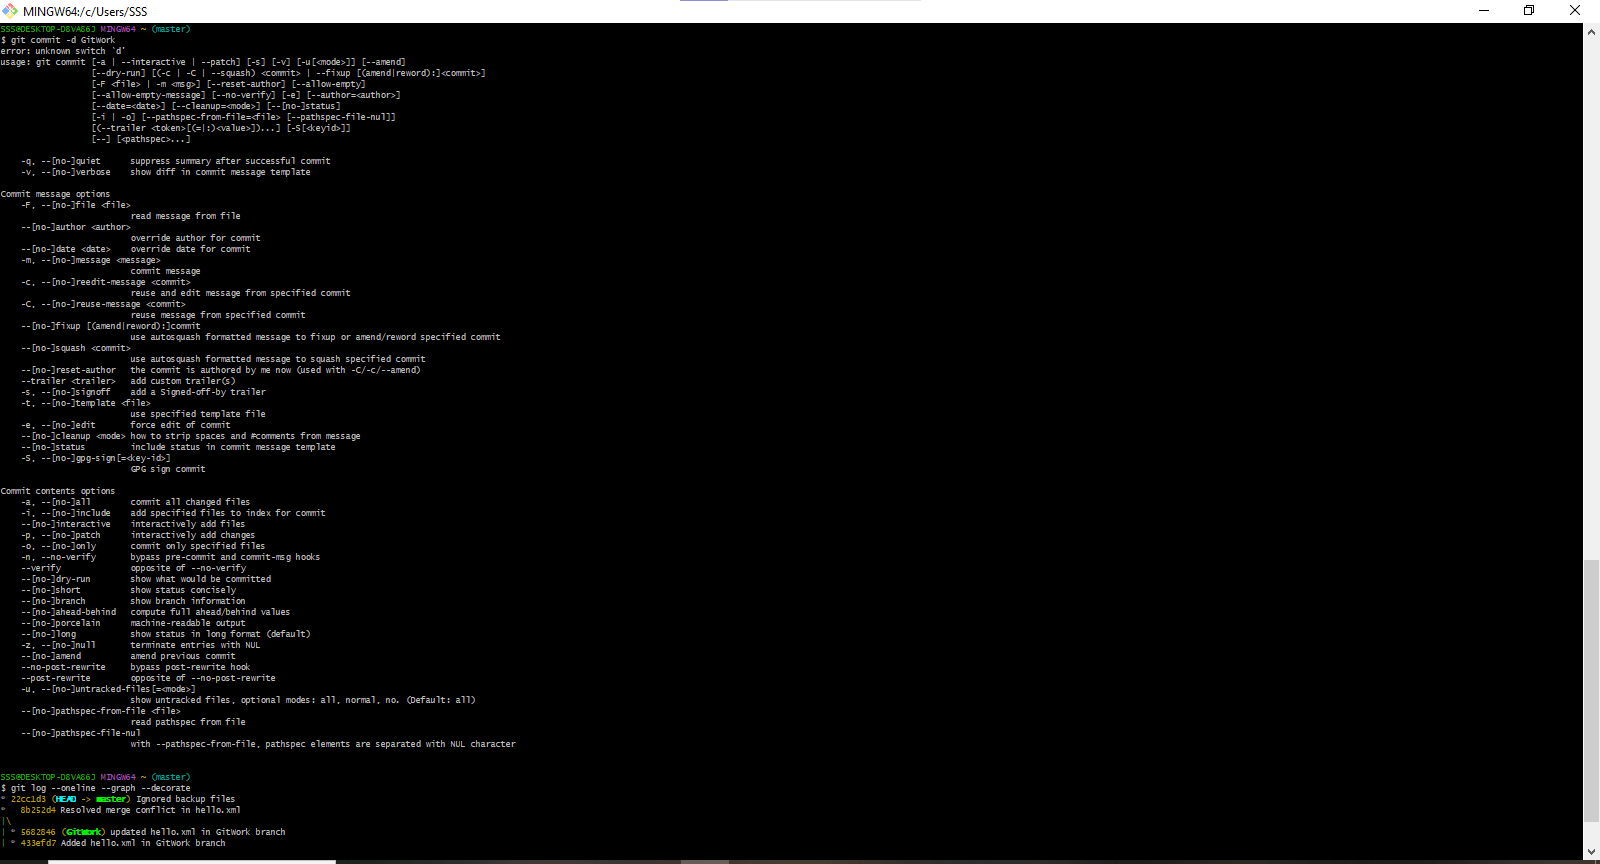 MINGW64:/c/Users/SSS
SSS@DESKTOP-D8VA86J MINGW64 ~ (master)
$ git commit -d GitWork
error: unknown switch `d'
usage: git commit [-a | --interactive | --patch] [-s] [-v] [-u[<mode>]] [--amend]
                  [--dry-run] [(-c | -C | --squash) <commit> | --fixup [(amend|reword):]<commit>]
                  [-F <file> | -m <msg>] [--reset-author] [--allow-empty]
                  [--allow-empty-message] [--no-verify] [-e] [--author=<author>]
                  [--date=<date>] [--cleanup=<mode>] [--[no-]status]
                  [-i | -o] [--pathspec-from-file=<file> [--pathspec-file-nul]]
                  [(--trailer <token>[(=|:)<value>])...] [-S[<keyid>]]
                  [--] [<pathspec>...]
    -q, --[no-]quiet      suppress summary after successful commit
    -v, --[no-]verbose    show diff in commit message template
Commit message options
    -F, --[no-]file <file>
                          read message from file
    --[no-]author <author>
                          override author for commit
    --[no-]date <date>    override date for commit
    -m, --[no-]message <message>
                          commit message
    -c, --[no-]reedit-message <commit>
                          reuse and edit message from specified commit
    -C, --[no-]reuse-message <commit>
                          reuse message from specified commit
    --[no-]fixup [(amend|reword):]commit
                          use autosquash formatted message to fixup or amend/reword specified commit
    --[no-]squash <commit>
                          use autosquash formatted message to squash specified commit
    --[no-]reset-author   the commit is authored by me now (used with -C/-c/--amend)
    --trailer <trailer>   add custom trailer(s)
    -s, --[no-]signoff    add a Signed-off-by trailer
    -t, --[no-]template <file>
                          use specified template file
    -e, --[no-]edit       force edit of commit
    --[no-]cleanup <mode> how to strip spaces and #comments from message
    --[no-]status         include status in commit message template
    -S, --[no-]gpg-sign[=<key-id>]
                          GPG sign commit
Commit contents options
    -a, --[no-]all        commit all changed files
    -i, --[no-]include    add specified files to index for commit
    --[no-]interactive    interactively add files
    -p, --[no-]patch      interactively add changes
    -o, --[no-]only       commit only specified files
    -n, --no-verify       bypass pre-commit and commit-msg hooks
    --verify              opposite of --no-verify
    --[no-]dry-run        show what would be committed
    --[no-]short          show status concisely
    --[no-]branch         show branch information
    --[no-]ahead-behind   compute full ahead/behind values
    --[no-]porcelain      machine-readable output
    --[no-]long           show status in long format (default)
    -z, --[no-]null       terminate entries with NUL
    --[no-]amend          amend previous commit
    --no-post-rewrite     bypass post-rewrite hook
    --post-rewrite        opposite of --no-post-rewrite
    -u, --[no-]untracked-files[=<mode>]
                          show untracked files, optional modes: all, normal, no. (Default: all)
    --[no-]pathspec-from-file <file>
                          read pathspec from file
    --[no-]pathspec-file-nul
                          with --pathspec-from-file, pathspec elements are separated with NUL character
SSS@DESKTOP-D8VA86J MINGW64 ~ (master)
$ git log --oneline --graph --decorate
* 22cc1d3 (HEAD -> master) Ignored backup files
*   8b252d4 Resolved merge conflict in hello.xml
|\
| * 5682846 (GitWork) updated hello.xml in GitWork branch
| * 433efd7 Added hello.xml in GitWork branch